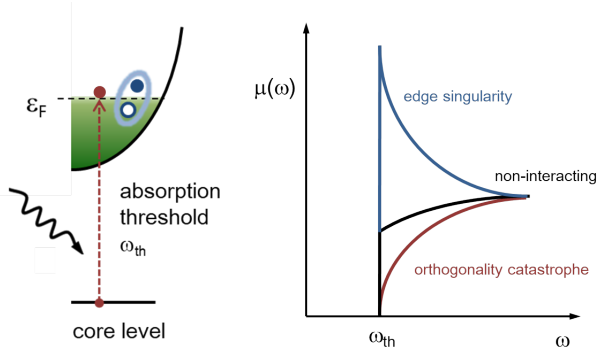 εF
absorption
threshold
ωth
core level
μ(ω)
edge singularity
non-interacting
orthogonality catastrophe
ωth
ω